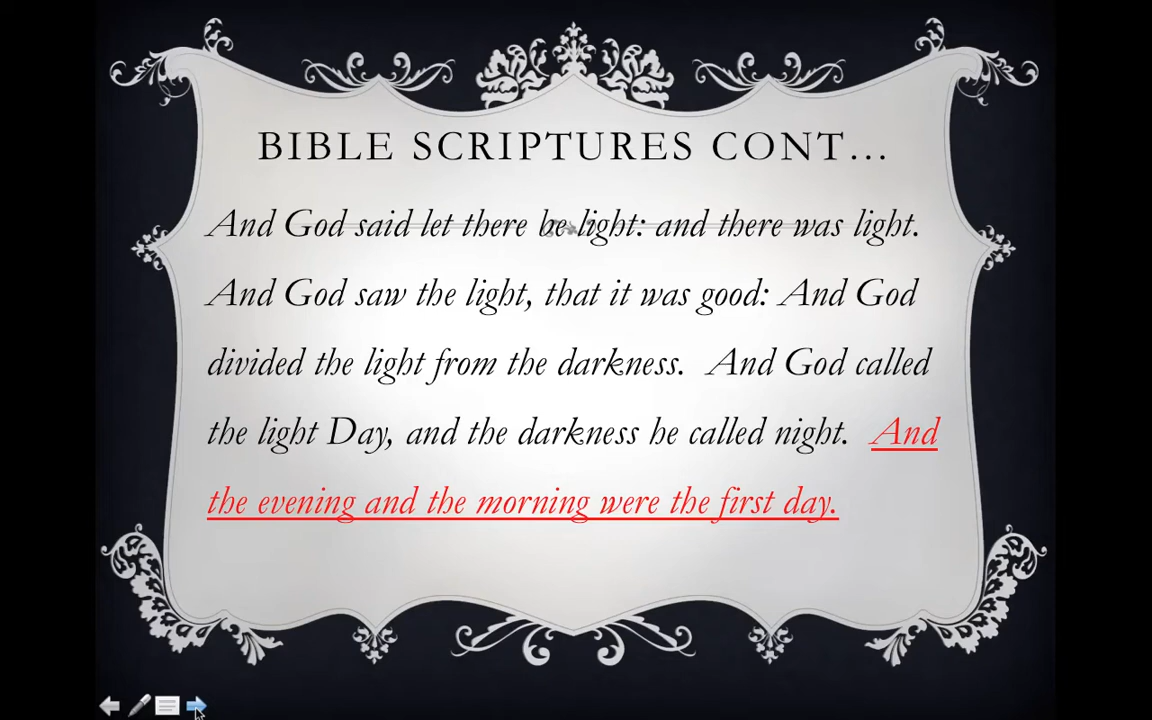 BIBLE SCRIPTURES CONT...
And God said let there be light: and there was light.
And God saw the light, that it was good: And God
divided the light from the darkness.  And God called
the light Day, and the darkness he called night.  And
the evening and the morning were the first day.